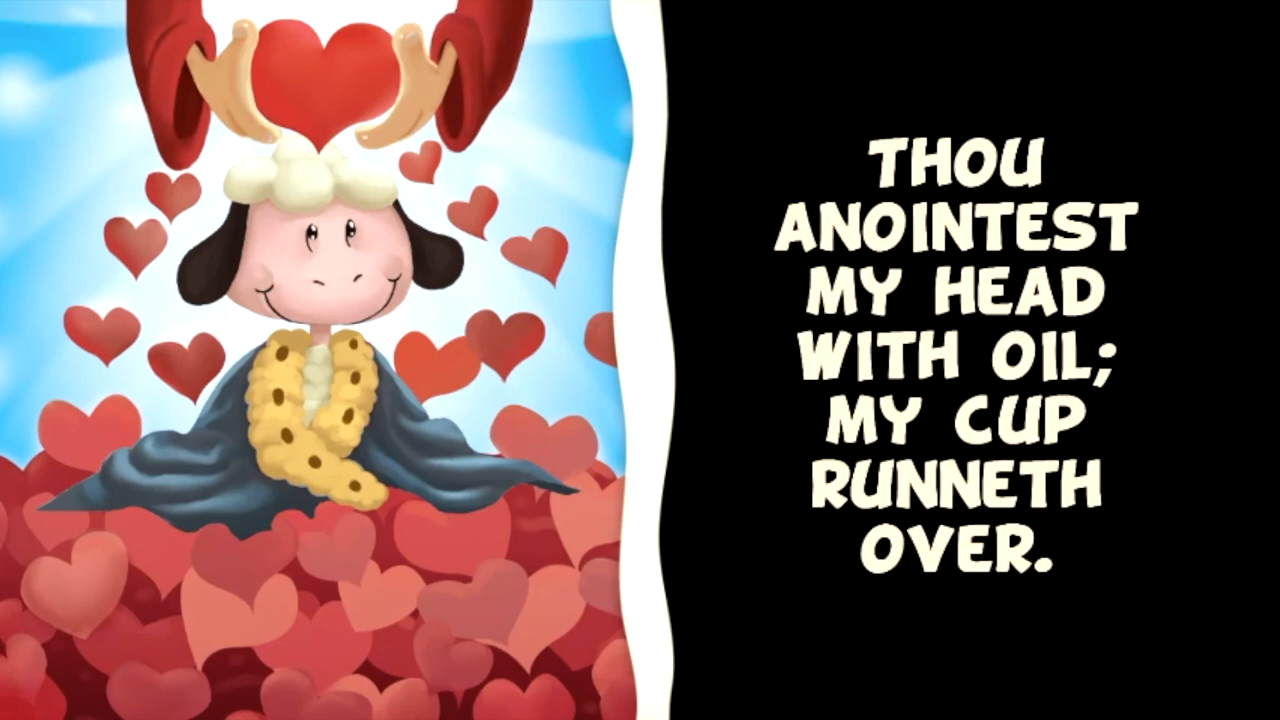 THOU
ANOINTEST
MY HEAD
WITH OIL;
MY CUP
RUNNETH
OVER.